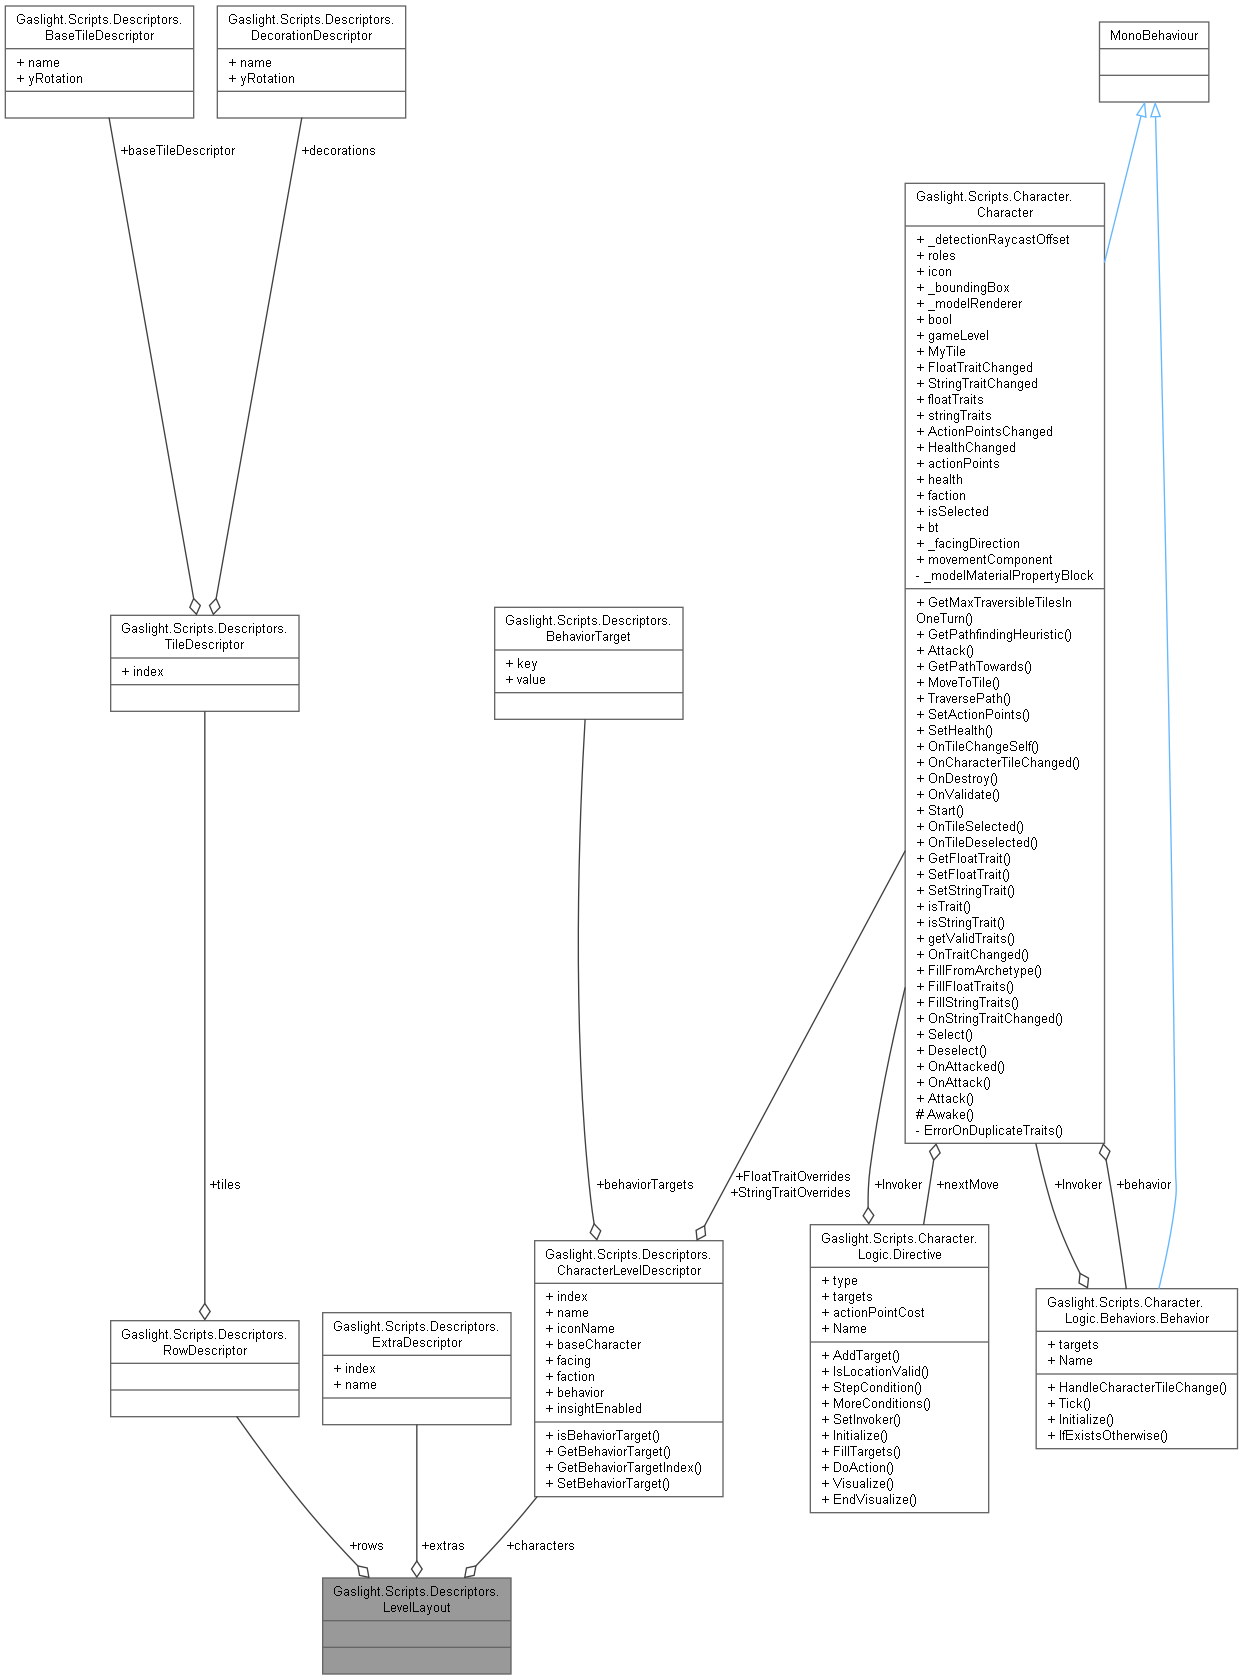 Gaslight.Scripts.Descriptors.
BaseTileDescriptor
+ name
+ yRotation
Gaslight.Scripts.Descriptors.
DecorationDescriptor
+ name
+ yRotation
MonoBehaviour
+baseTileDescriptor
+decorations
Gaslight.Scripts.Character.
Character
+ _detectionRaycastOffset
+ roles
+ icon
+ _boundingBox
+ _modelRenderer
+ bool
+ gameLevel
+ MyTile
+ FloatTraitChanged
+ StringTraitChanged
+ floatTraits
+ stringTraits
+ ActionPointsChanged
+ HealthChanged
+ actionPoints
+ health
+ faction
+ isSelected
+ bt
+ _facingDirection
+ movementComponent
- _modelMaterialPropertyBlock
+ GetMaxTraversibleTilesIn
OneTurn()
+ GetPathfindingHeuristic()
+ Attack()
+ GetPathTowards()
+ MoveToTile()
+ TraversePath()
+ SetActionPoints()
+ SetHealth()
+ OnTileChangeSelf()
+ OnCharacterTileChanged()
+ OnDestroy()
+ OnValidate()
+ Start()
+ OnTileSelected()
+ OnTileDeselected()
+ GetFloatTrait()
+ SetFloatTrait()
+ SetStringTrait()
+ isTrait()
+ isStringTrait()
+ getValidTraits()
+ OnTraitChanged()
+ FillFromArchetype()
+ FillFloatTraits()
+ FillStringTraits()
+ OnStringTraitChanged()
+ Select()
+ Deselect()
+ OnAttacked()
+ OnAttack()
+ Attack()
# Awake()
- ErrorOnDuplicateTraits()
Gaslight.Scripts.Descriptors.
TileDescriptor
+ index
Gaslight.Scripts.Descriptors.
BehaviorTarget
+ key
+ value
+tiles
+behaviorTargets
+FloatTraitOverrides
+StringTraitOverrides
+Invoker
+nextMove
+Invoker
+behavior
Gaslight.Scripts.Descriptors.
RowDescriptor
Gaslight.Scripts.Descriptors.
ExtraDescriptor
+ index
+ name
Gaslight.Scripts.Descriptors.
CharacterLevelDescriptor
+ index
+ name
+ iconName
+ baseCharacter
+ facing
+ faction
+ behavior
+ insightEnabled
+ isBehaviorTarget()
+ GetBehaviorTarget()
+ GetBehaviorTargetIndex()
+ SetBehaviorTarget()
Gaslight.Scripts.Character.
Logic.Directive
+ type
+ targets
+ actionPointCost
+ Name
+ AddTarget()
+ IsLocationValid()
+ StepCondition()
+ MoreConditions()
+ SetInvoker()
+ Initialize()
+ FillTargets()
+ DoAction()
+ Visualize()
+ EndVisualize()
Gaslight.Scripts.Character.
Logic.Behaviors.Behavior
+ targets
+ Name
+ HandleCharacterTileChange()
+ Tick()
+ Initialize()
+ IfExistsOtherwise()
+rows
+extras
+characters
Gaslight.Scripts.Descriptors.
LevelLayout